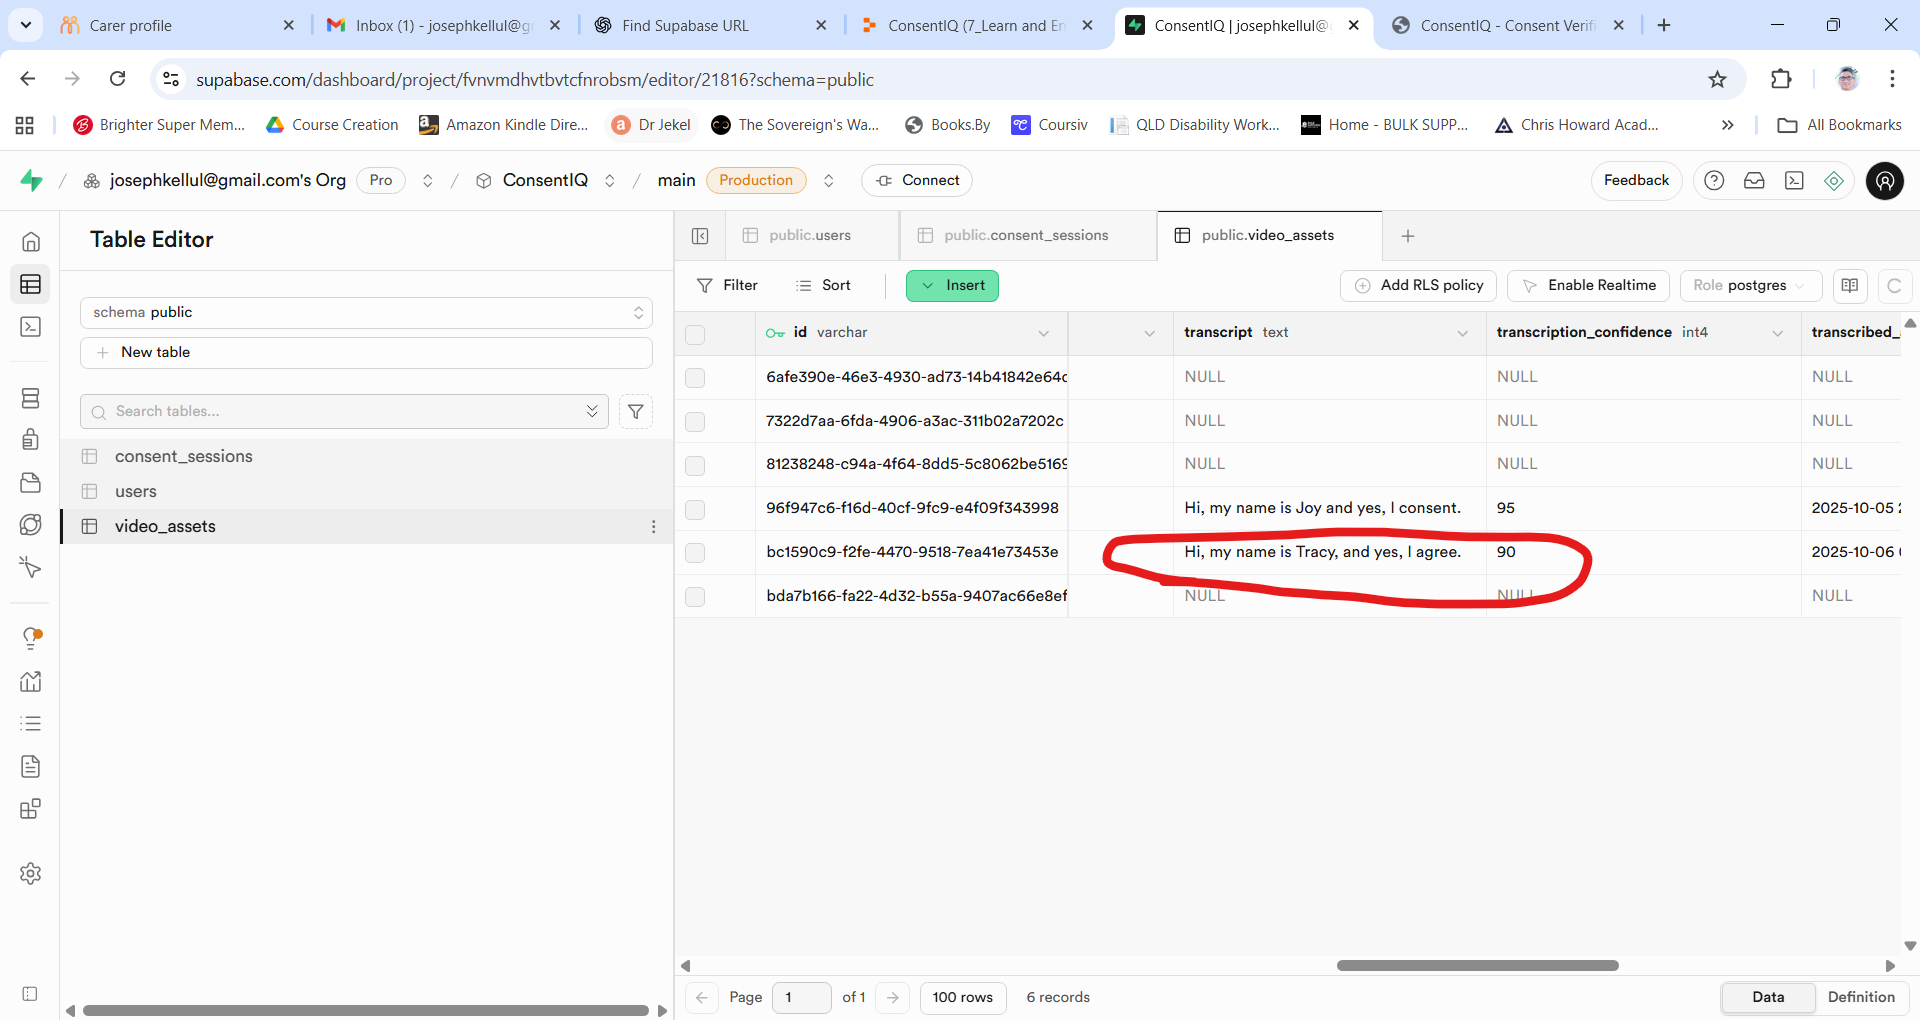 Carer profile
Inbox (1) - josephkellul@g
Find Supabase URL
ConsentIQ (7_Learn and En
ConsentIQ | josephkellul@
ConsentIQ - Consent Verifi
supabase.com/dashboard/project/fvnvmdhvtbvtcfnrobsm/editor/21816?schema=public
Brighter Super Mem...
Course Creation
Amazon Kindle Dire...
Dr Jekel
The Sovereign's Wa...
Books.By
Coursiv
QLD Disability Work...
Home - BULK SUPP...
Chris Howard Acad...
All Bookmarks
josephkellul@gmail.com's Org Pro / ConsentIQ / main Production Connect
Feedback
Table Editor
public.users
public.consent_sessions
public.video_assets
Filter Sort Insert
Add RLS policy Enable Realtime Role postgres
schema public
New table
Search tables...
consent_sessions
users
video_assets
id varchar transcript text transcription_confidence int4 transcribed_
6afe390e-46e3-4930-ad73-14b41842e64c NULL NULL NULL
7322d7aa-6fda-4906-a3ac-311b02a7202c NULL NULL NULL
81238248-c94a-4f64-8dd5-5c8062be5169 NULL NULL NULL
96f947c6-f16d-40cf-9fc9-e4f09f343998 Hi, my name is Joy and yes, I consent. 95 2025-10-05 2
bc1590c9-f2fe-4470-9518-7ea41e73453e Hi, my name is Tracy, and yes, I agree. 90 2025-10-06
bda7b166-fa22-4d32-b55a-9407ac66e8ef NULL NULL NULL
Page 1 of 1 100 rows 6 records
Data Definition